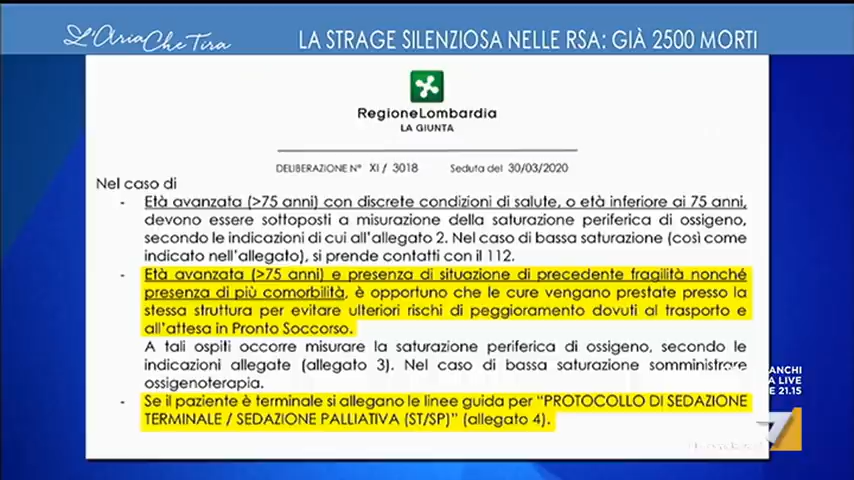 L'Aria Che Tira
LA STRAGE SILENZIOSA NELLE RSA: GIÀ 2500 MORTI
RegioneLombardia
LA GIUNTA
DELIBERAZIONE N° XI / 3018 Seduta del 30/03/2020
Nel caso di
- Età avanzata (>75 anni) con discrete condizioni di salute, o età inferiore ai 75 anni,
devono essere sottoposti a misurazione della saturazione periferica di ossigeno,
secondo le indicazioni di cui all'allegato 2. Nel caso di bassa saturazione (così come
indicato nell'allegato), si prende contatti con il 112.
- Età avanzata (>75 anni) e presenza di situazione di precedente fragilità nonché
presenza di più comorbilità, è opportuno che le cure vengano prestate presso la
stessa struttura per evitare ulteriori rischi di peggioramento dovuti al trasporto e
all'attesa in Pronto Soccorso.
A tali ospiti occorre misurare la saturazione periferica di ossigeno, secondo le
indicazioni allegate (allegato 3). Nel caso di bassa saturazione somministrare
ossigenoterapia.
- Se il paziente è terminale si allegano le linee guida per "PROTOCOLLO DI SEDAZIONE
TERMINALE / SEDAZIONE PALLIATIVA (ST/SP)" (allegato 4).
ANCHI
A LIVE
E 21.15
7